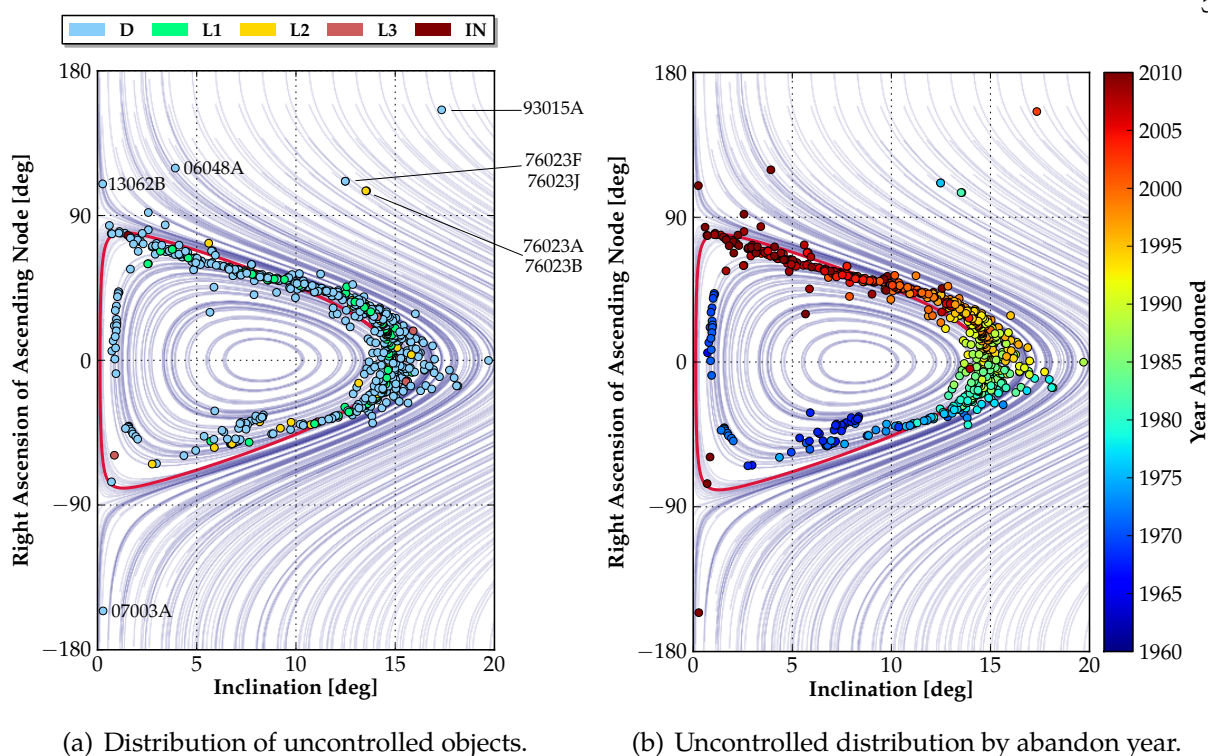 D L1 L2 L3 IN
180
90
0
−90
−180
Right Ascension of Ascending Node [deg]
93015A
06048A
76023F
76023J
13062B
76023A
76023B
07003A
0 5 10 15 20
Inclination [deg]
(a) Distribution of uncontrolled objects.
180
90
0
−90
−180
Right Ascension of Ascending Node [deg]
0 5 10 15 20
Inclination [deg]
2010
2005
2000
1995
1990
1985
1980
1975
1970
1965
1960
Year Abandoned
(b) Uncontrolled distribution by abandon year.